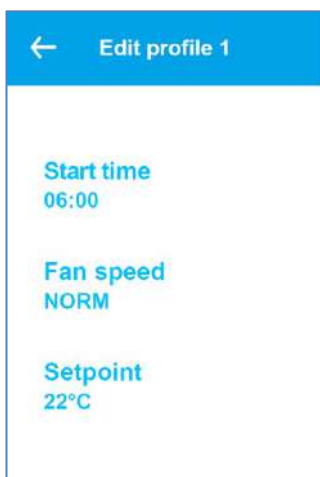 Edit profile 1
Start time
06:00
Fan speed
NORM
Setpoint
22°C